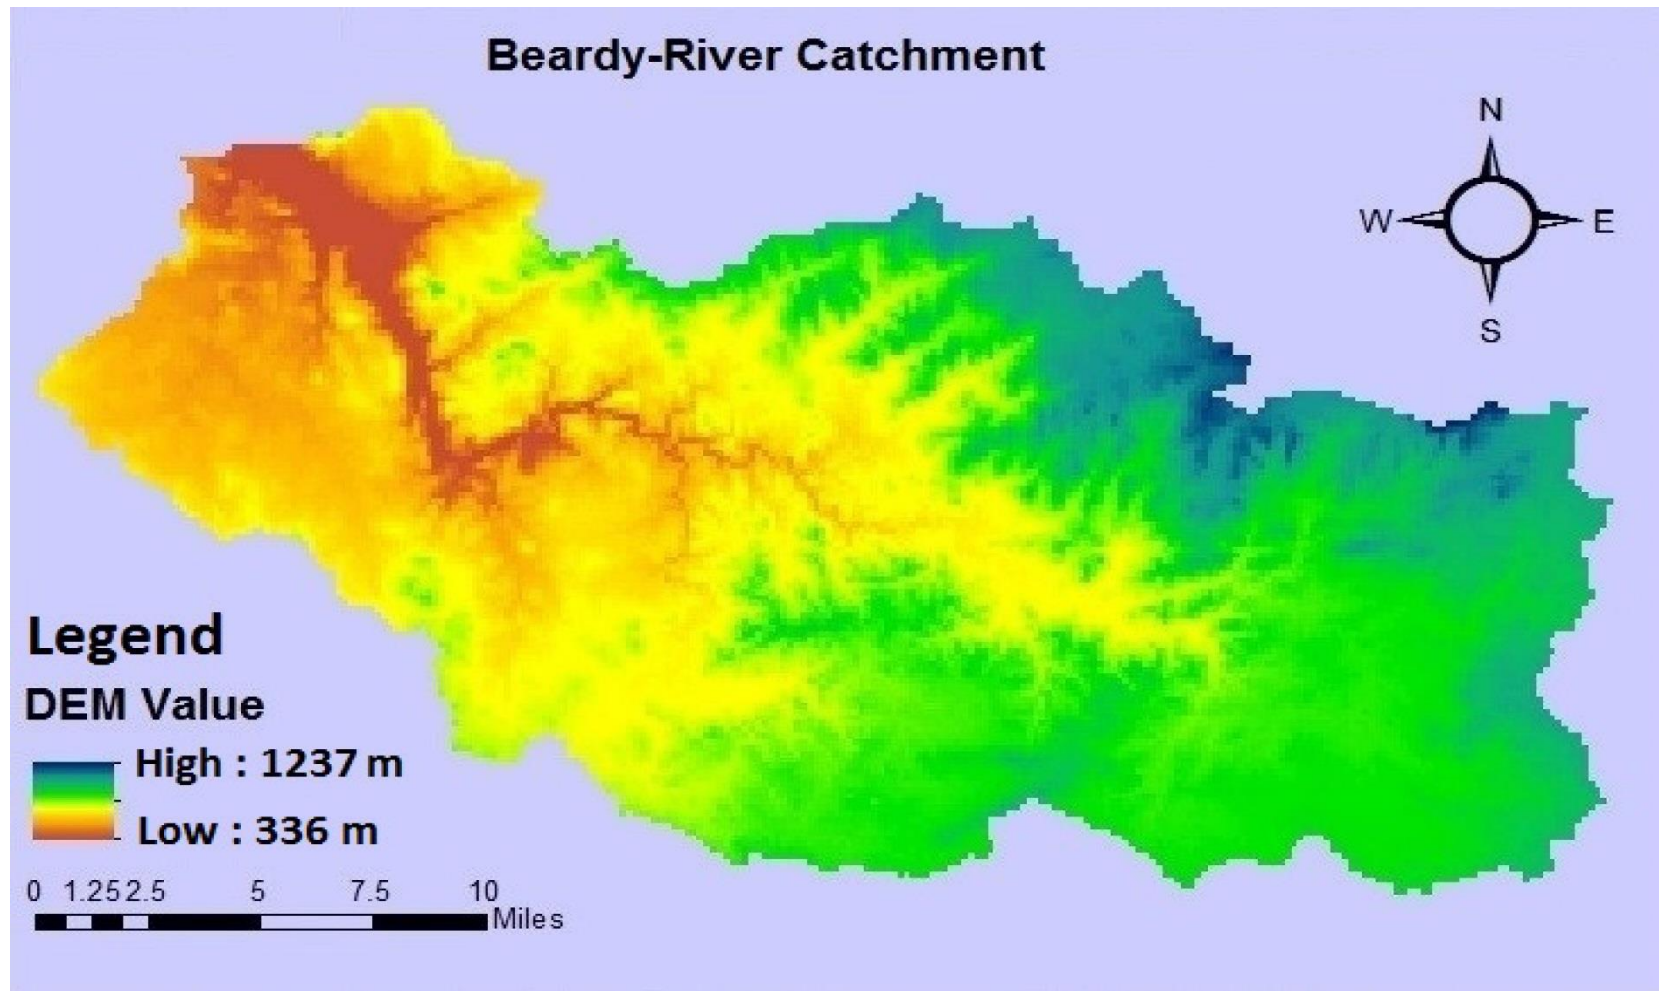 Beardy-River Catchment
N
W E
S
Legend
DEM Value
High : 1237 m
Low : 336 m
0 1.25 2.5 5 7.5 10
Miles